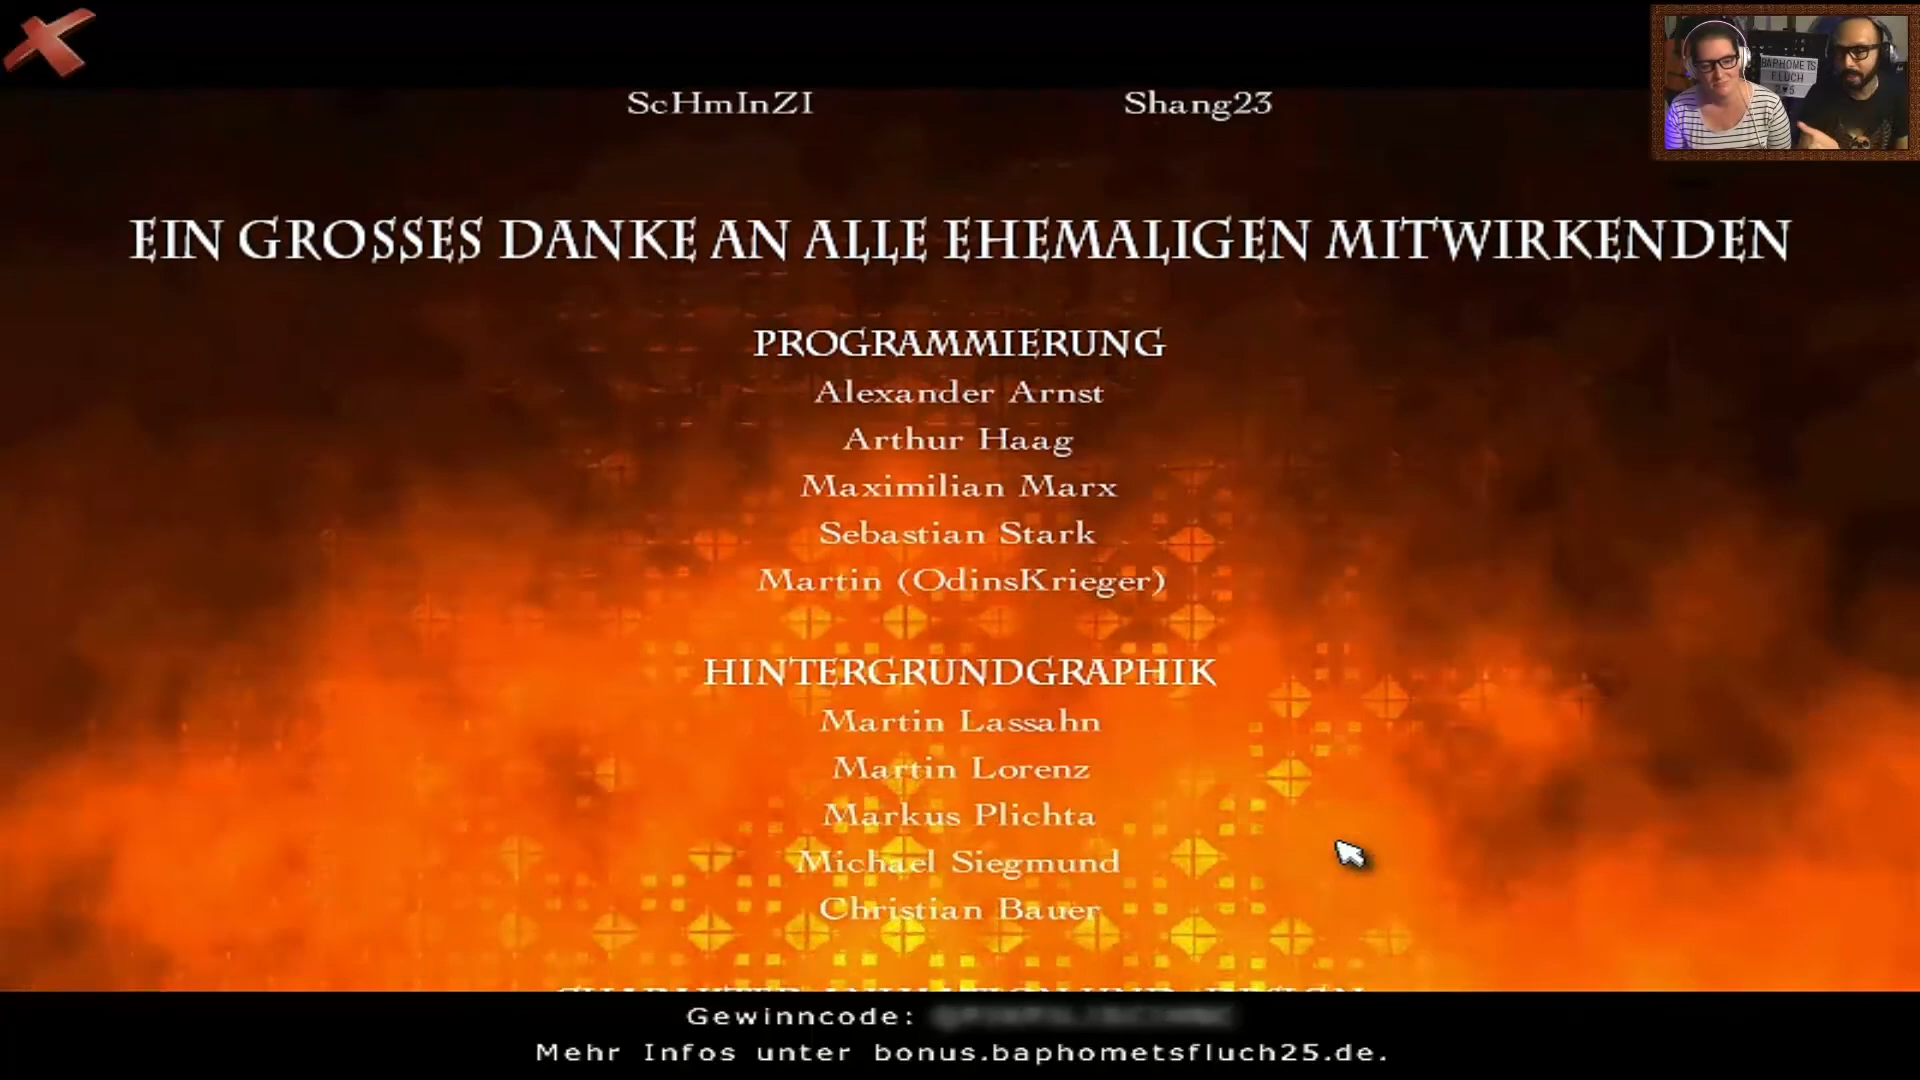 ScHmInZI Shang23
BAPHOMETS
FLUCH
EIN GROSSES DANKE AN ALLE EHEMALIGEN MITWIRKENDEN
PROGRAMMIERUNG
Alexander Arnst
Arthur Haag
Maximilian Marx
Sebastian Stark
Martin (OdinsKrieger)
HINTERGRUNDGRAPHIK
Martin Lassahn
Martin Lorenz
Markus Plichta
Michael Siegmund
Christian Bauer
Gewinncode:
Mehr Infos unter bonus.baphometsfluch25.de.